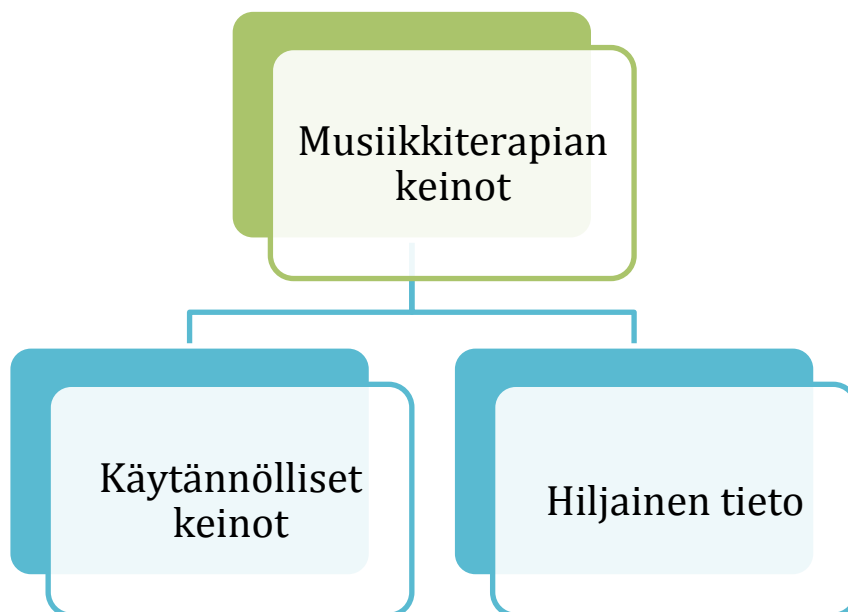 Musiikkiterapian
keinot
Käytännölliset
keinot
Hiljainen tieto